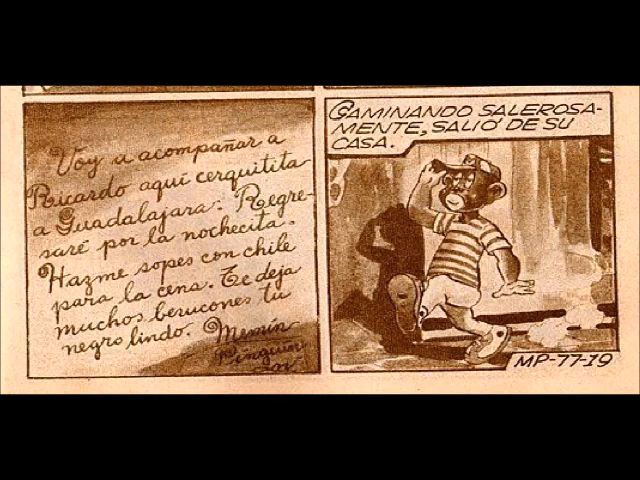 Voy a acompañar a
Ricardo aquí cerquitita
a Guadalajara. Regre-
saré por la nochecita.
Hazme sopes con chile
para la cena. Te deja
muchos besucones tu
negro lindo. Memín
Pinguín
CAMINANDO SALEROSA-
MENTE, SALIÓ DE SU
CASA.
MP-77-19